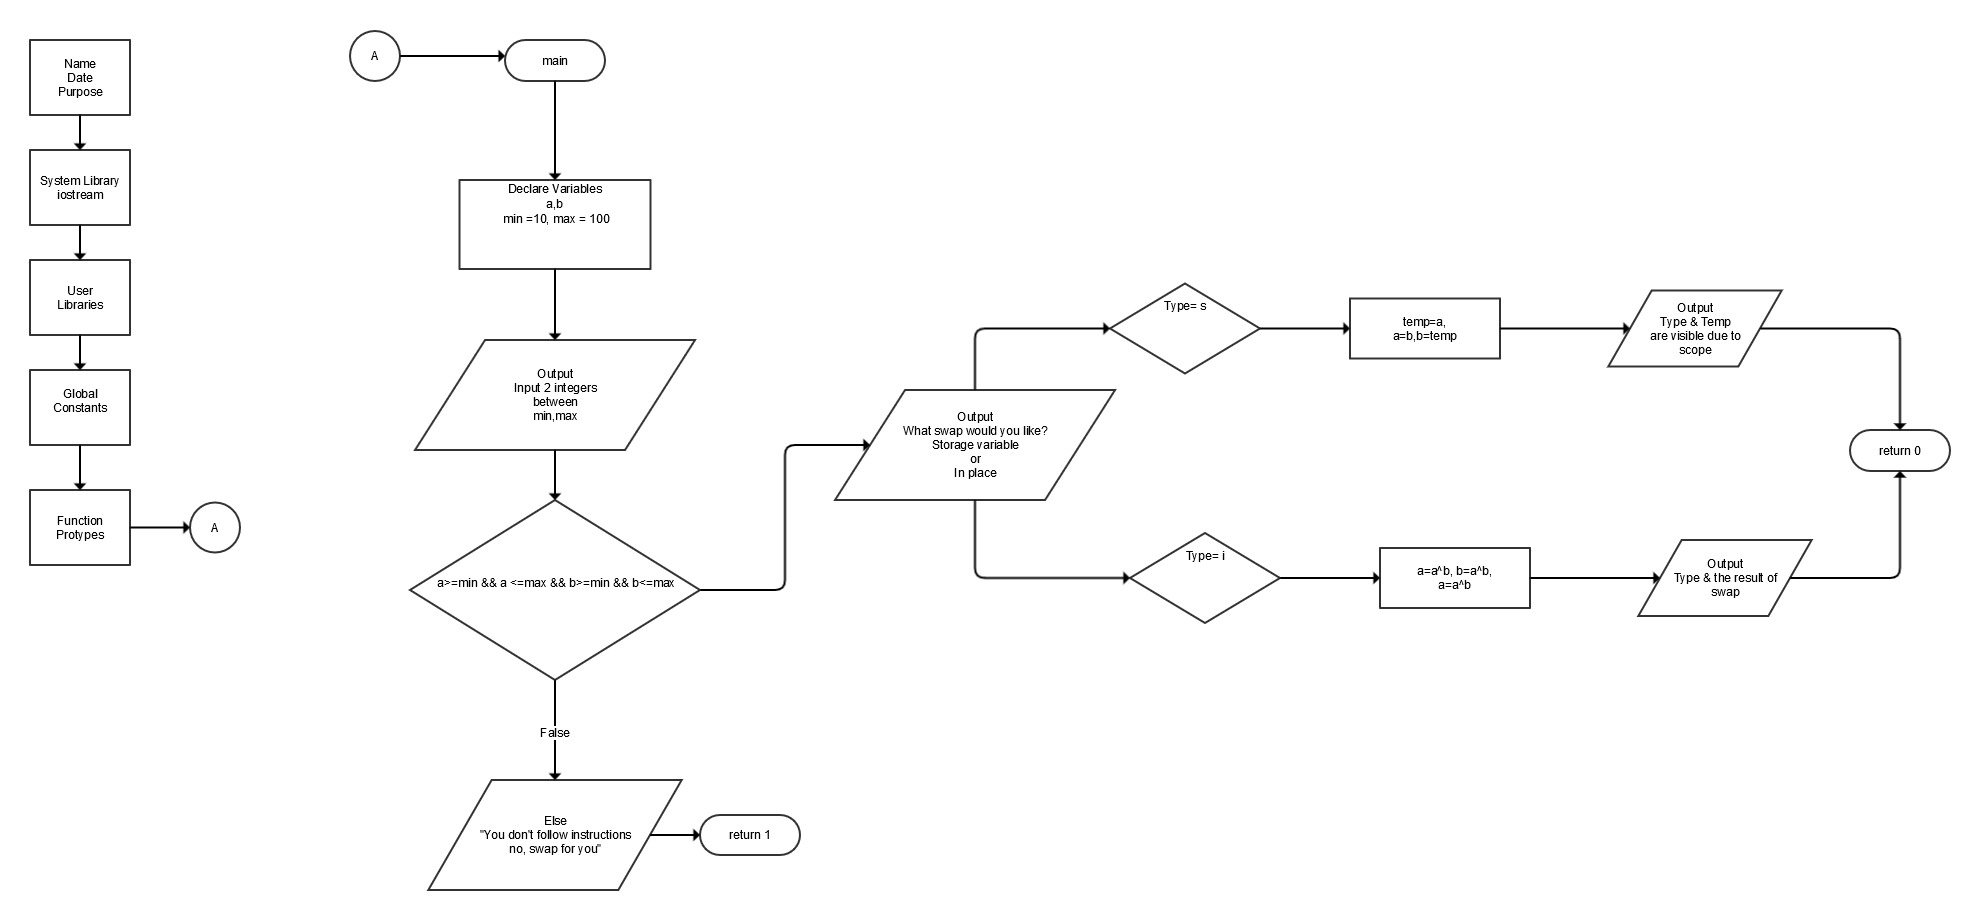 Name
Date
Purpose
System Library
iostream
User
Libraries
Global
Constants
Function
Protypes
A
A
main
Declare Variables
a,b
min =10, max = 100
Output
Input 2 integers
between
min,max
a>=min && a <=max && b>=min && b<=max
False
Else
"You don't follow instructions
no, swap for you"
return 1
Output
What swap would you like?
Storage variable
or
In place
Type= s
temp=a,
a=b,b=temp
Output
Type & Temp
are visible due to
scope
Type= i
a=a^b, b=a^b,
a=a^b
Output
Type & the result of
swap
return 0